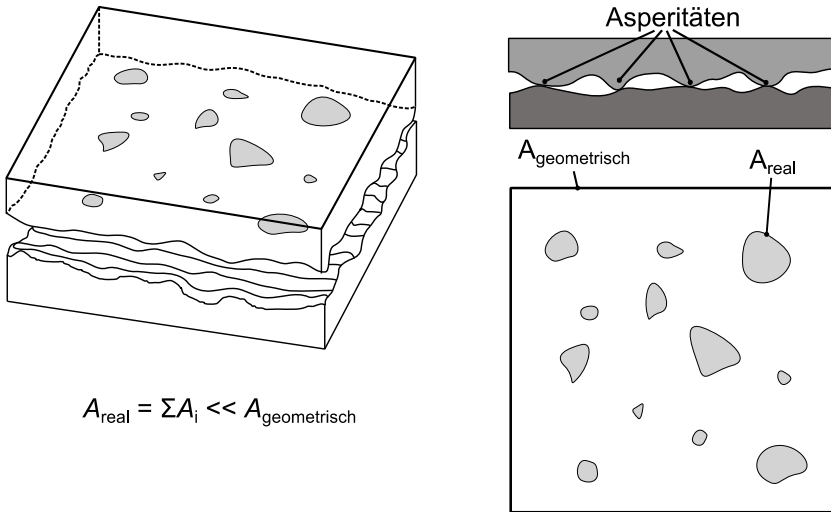 Asperitäten
A_geometrisch
A_real
A_real = ΣA_i << A_geometrisch